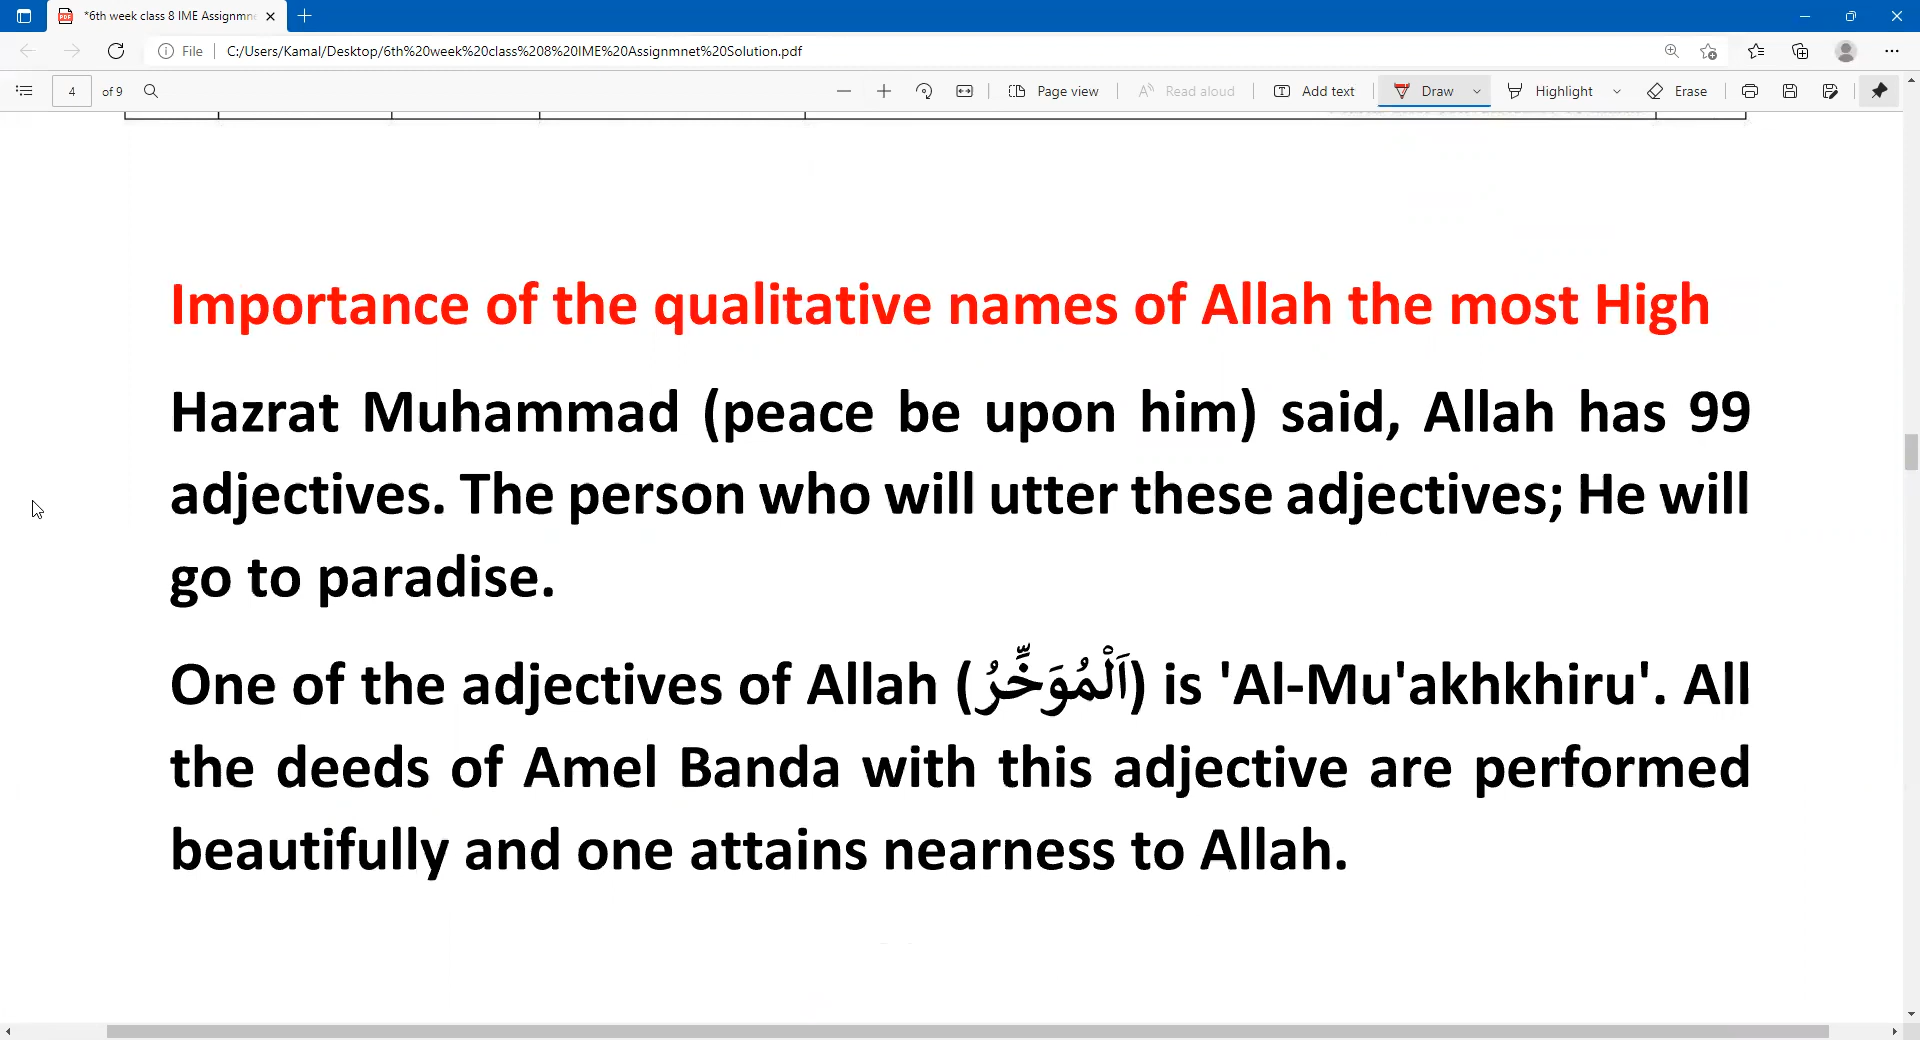 *6th week class 8 IME Assignmne
File
C:/Users/Kamal/Desktop/6th%20week%20class%208%20IME%20Assignmnet%20Solution.pdf
4 of 9
Page view
Read aloud
Add text
Draw
Highlight
Erase
Importance of the qualitative names of Allah the most High
Hazrat Muhammad (peace be upon him) said, Allah has 99
adjectives. The person who will utter these adjectives; He will
go to paradise.
One of the adjectives of Allah (اَلْمُوَخِّرُ) is 'Al-Mu'akhkhiru'. All
the deeds of Amel Banda with this adjective are performed
beautifully and one attains nearness to Allah.